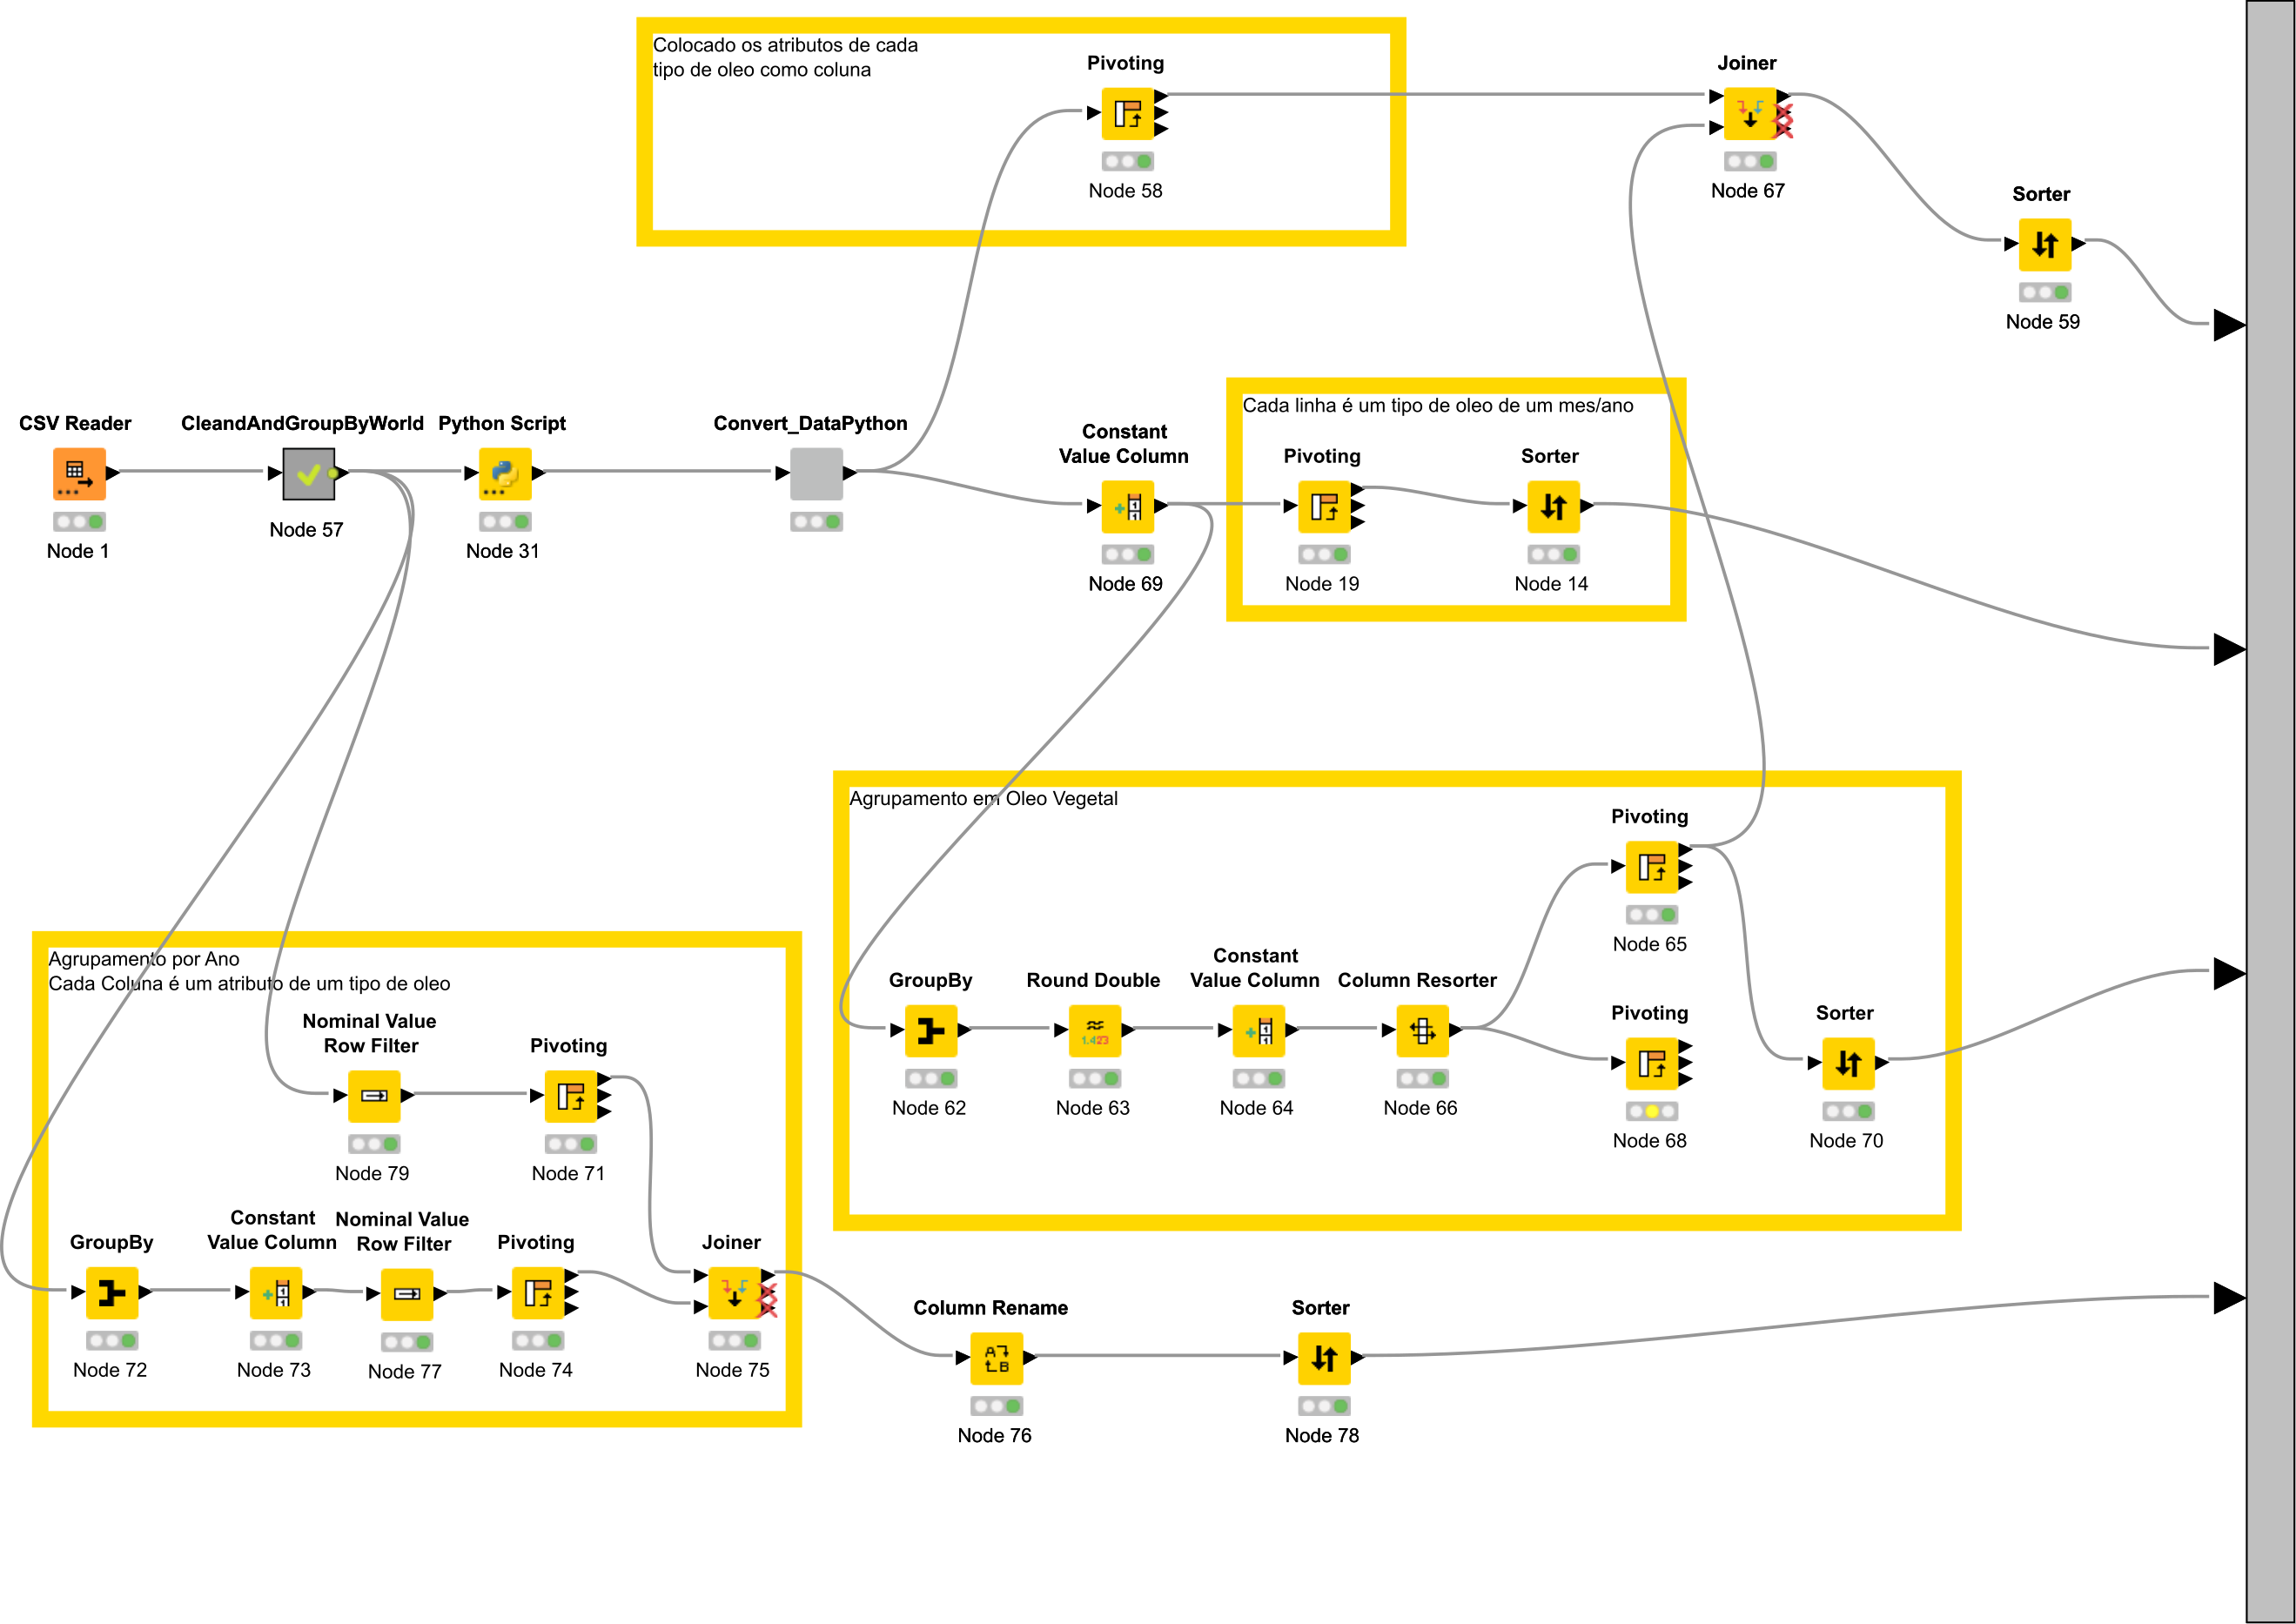 Colocado os atributos de cada
tipo de oleo como coluna
Pivoting
Node 58
Joiner
Node 67
Sorter
Node 59
CSV Reader
Node 1
CleandAndGroupByWorld
Node 57
Python Script
Node 31
Convert_DataPython
Constant
Value Column
Node 69
Cada linha é um tipo de oleo de um mes/ano
Pivoting
Node 19
Sorter
Node 14
Agrupamento em Oleo Vegetal
GroupBy
Node 62
Round Double
1.423
Node 63
Constant
Value Column
Node 64
Column Resorter
Node 66
Pivoting
Node 65
Pivoting
Node 68
Sorter
Node 70
Agrupamento por Ano
Cada Coluna é um atributo de um tipo de oleo
Nominal Value
Row Filter
Node 79
Pivoting
Node 71
GroupBy
Node 72
Constant
Value Column
Node 73
Nominal Value
Row Filter
Node 77
Pivoting
Node 74
Joiner
Node 75
Column Rename
A
B
Node 76
Sorter
Node 78